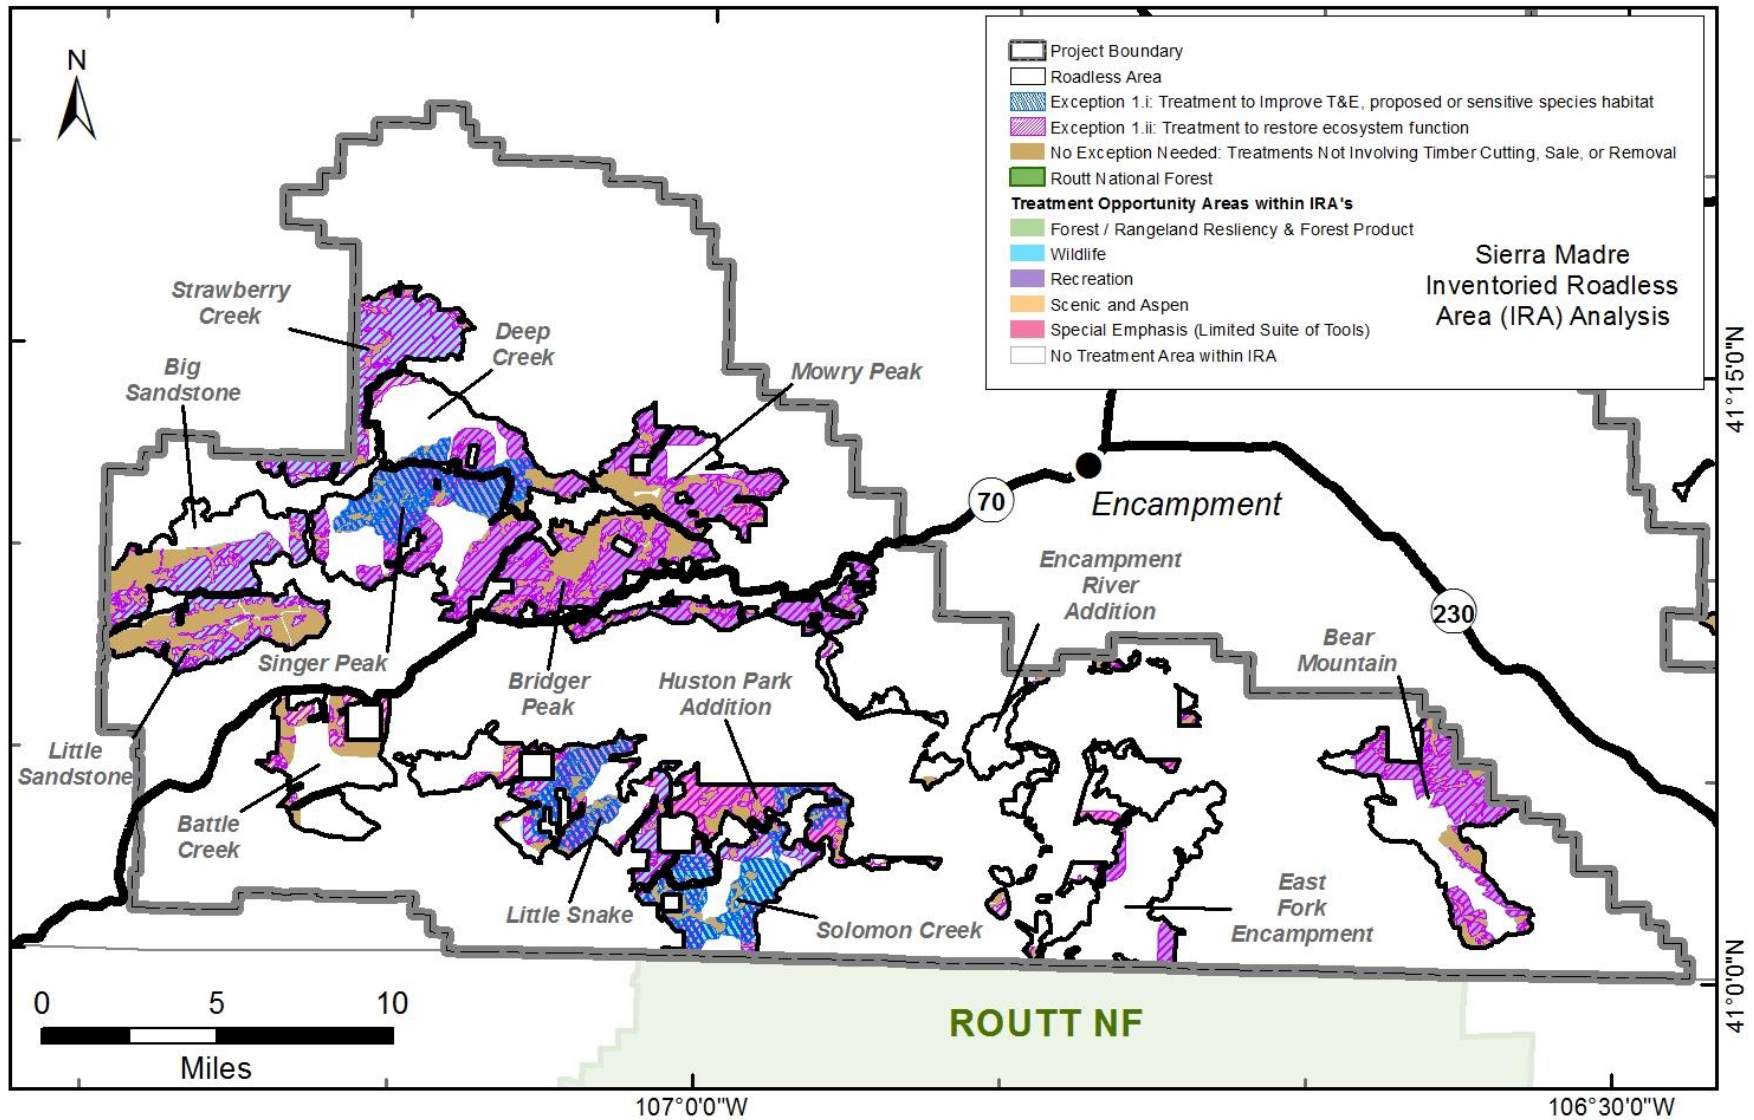 N
Project Boundary
Roadless Area
Exception 1.i: Treatment to Improve T&E, proposed or sensitive species habitat
Exception 1.ii: Treatment to restore ecosystem function
No Exception Needed: Treatments Not Involving Timber Cutting, Sale, or Removal
Routt National Forest
Treatment Opportunity Areas within IRA's
Forest / Rangeland Resliency & Forest Product
Wildlife
Recreation
Scenic and Aspen
Special Emphasis (Limited Suite of Tools)
No Treatment Area within IRA
Sierra Madre
Inventoried Roadless
Area (IRA) Analysis
Strawberry
Creek
Deep
Creek
Big
Sandstone
Mowry Peak
41°15'0"N
70
Encampment
Encampment
River
Addition
230
Bear
Mountain
Singer Peak
Bridger
Peak
Huston Park
Addition
Little
Sandstone
Battle
Creek
Little Snake
Solomon Creek
East
Fork
Encampment
41°0'0"N
0 5 10
Miles
ROUTT NF
107°0'0"W
106°30'0"W